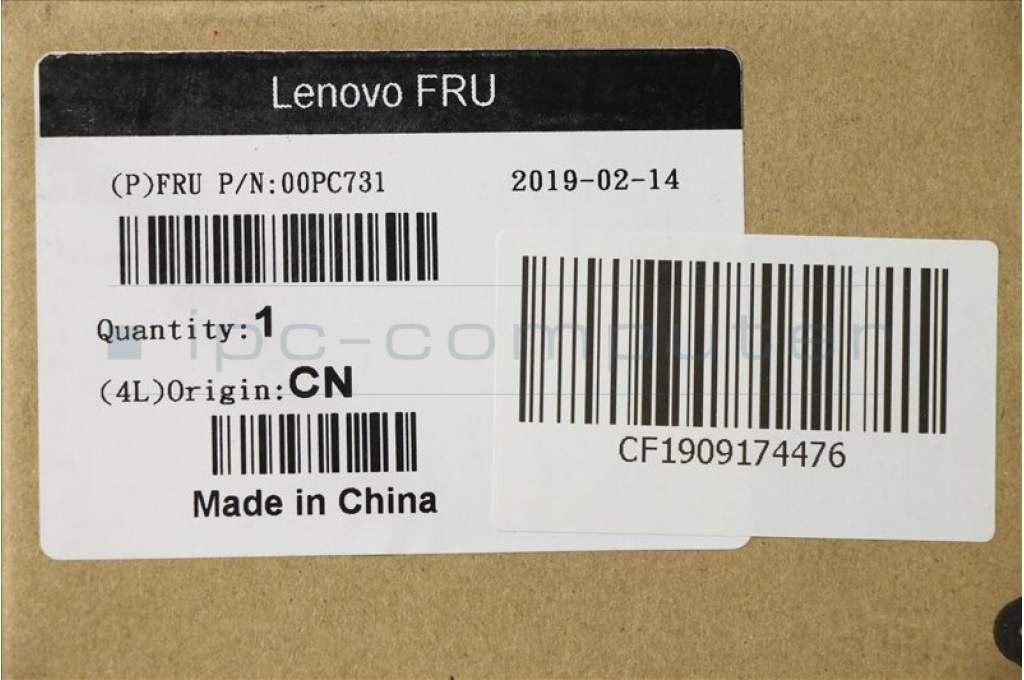 Lenovo FRU
(P)FRU P/N:00PC731 2019-02-14
Quantity:1
ipc-computer
(4L)Origin:CN
CF1909174476
Made in China